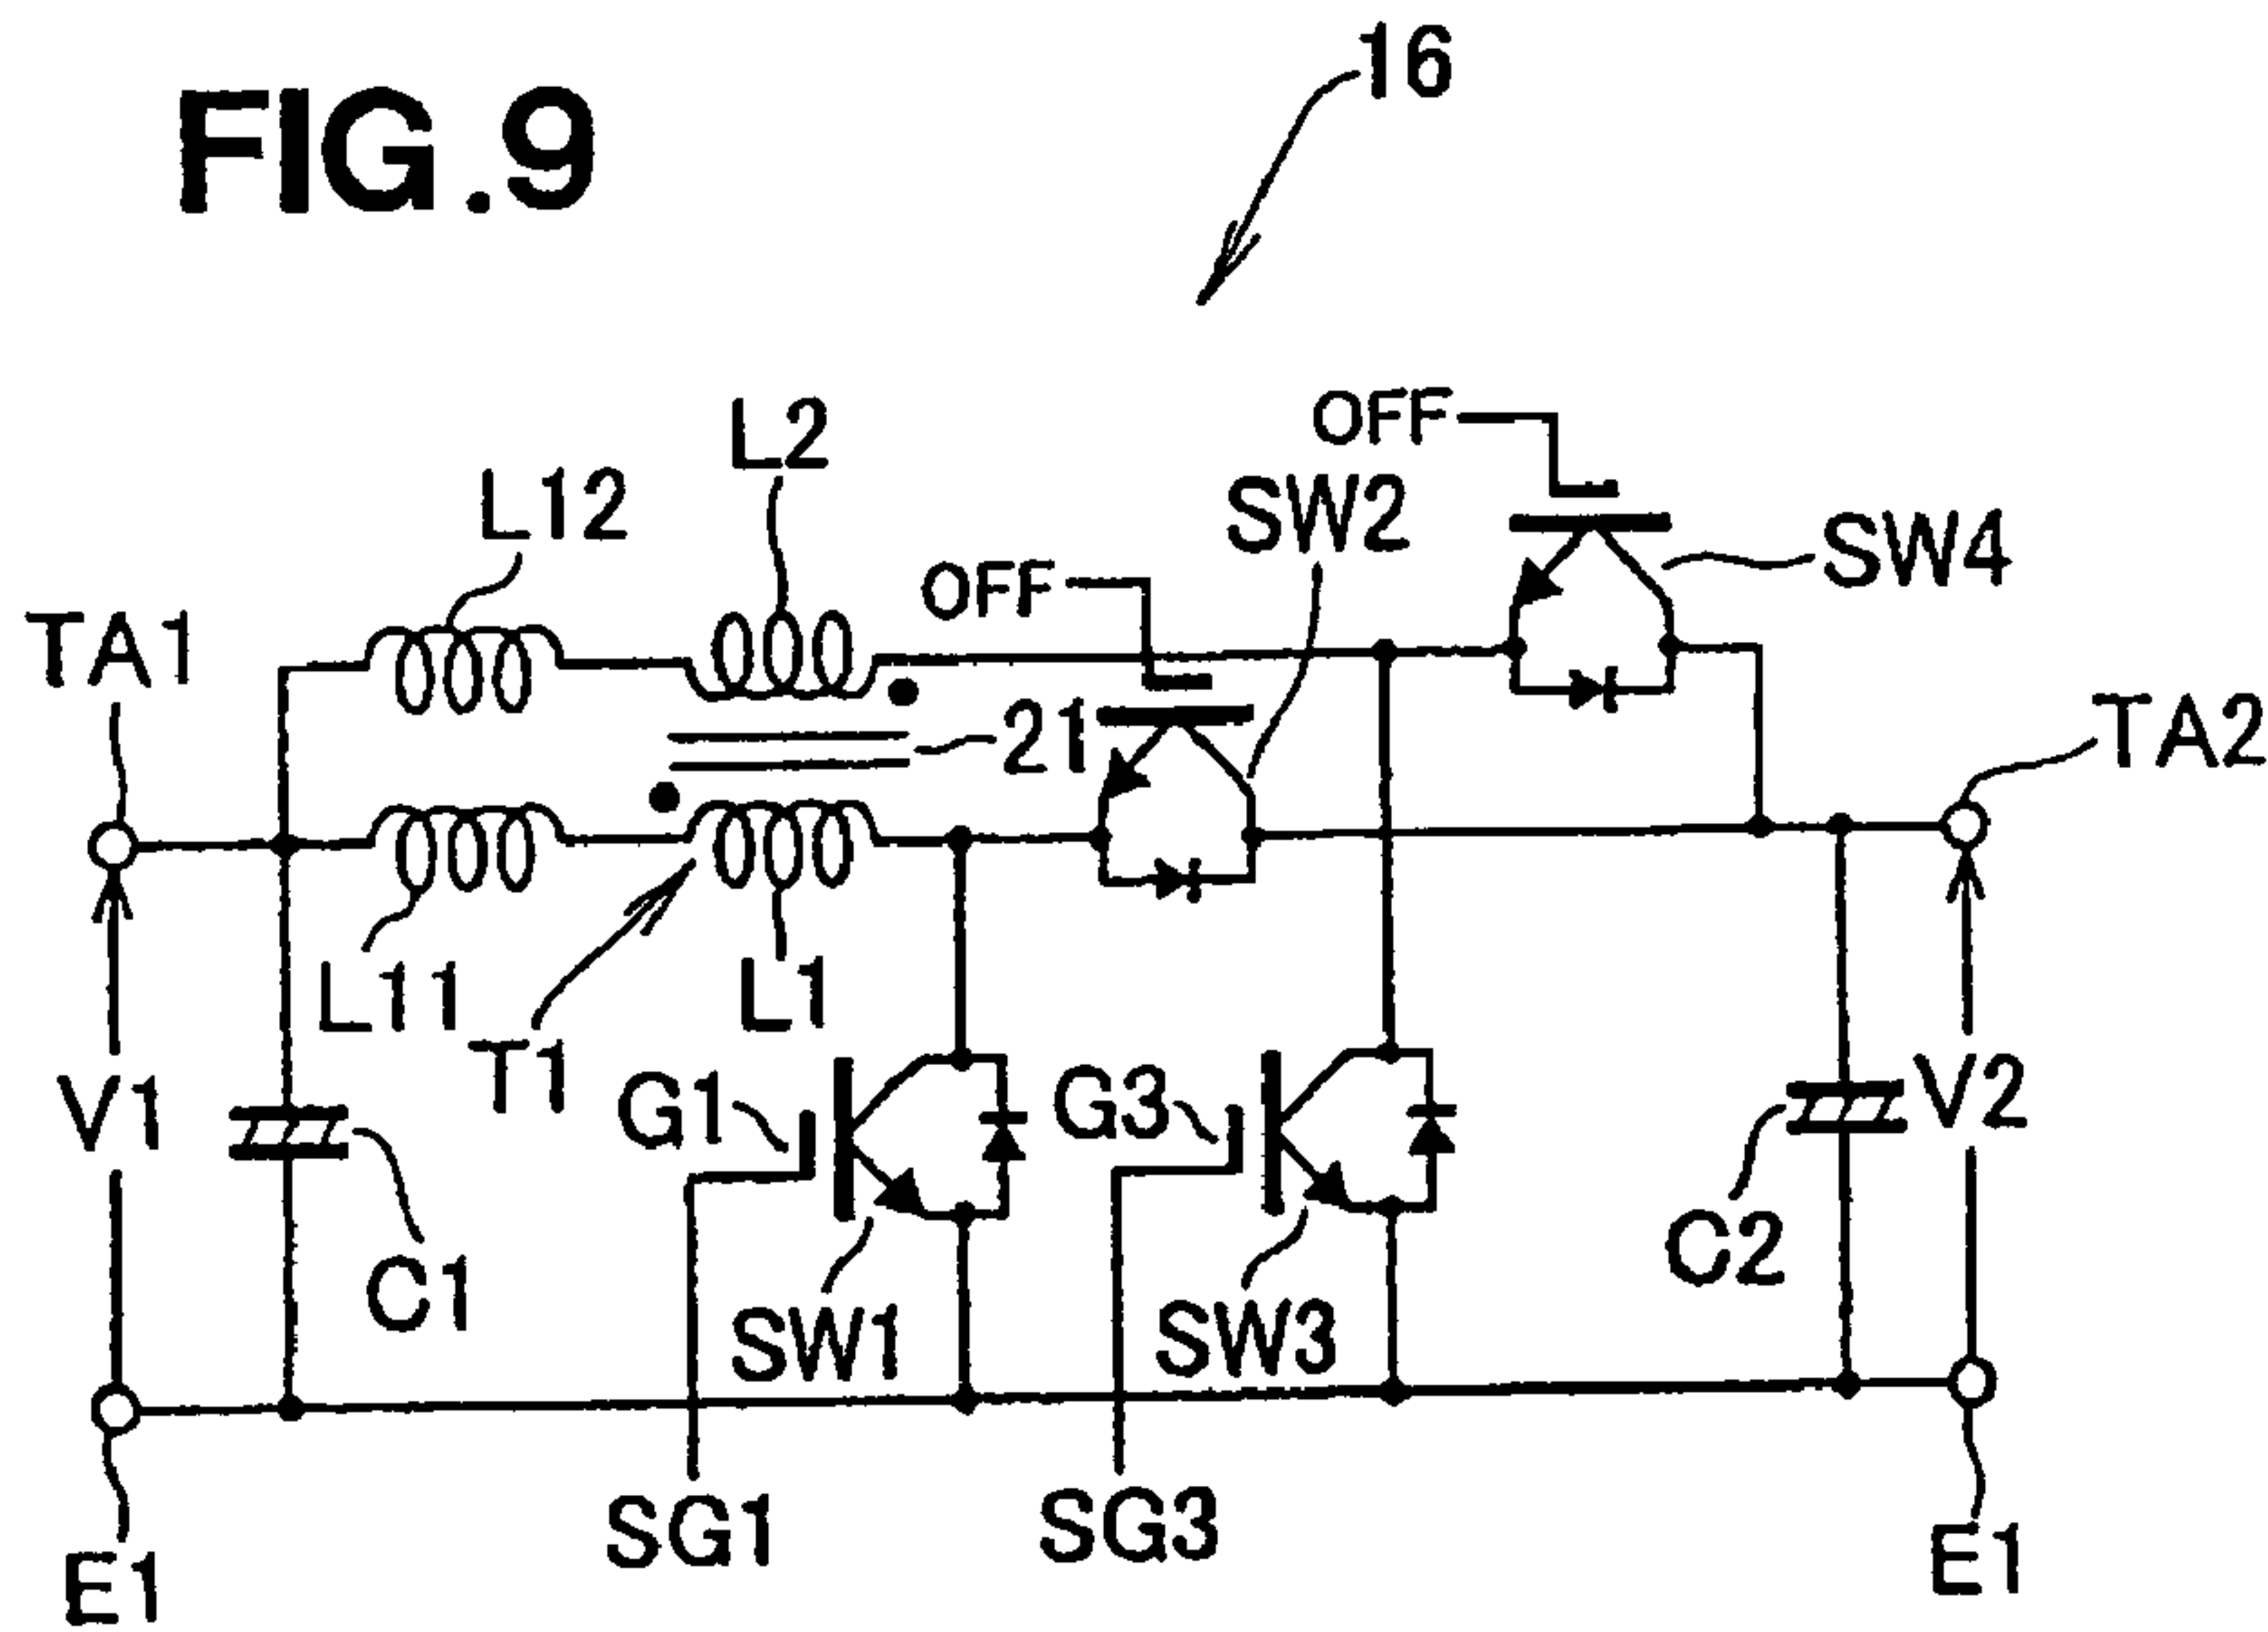 FIG.9
16
L2
OFF
L12
SW2
SW4
OFF
TA1
21
TA2
L11
L1
T1
V1
G1
G3
V2
C1
C2
SW1
SW3
SG1
SG3
E1
E1